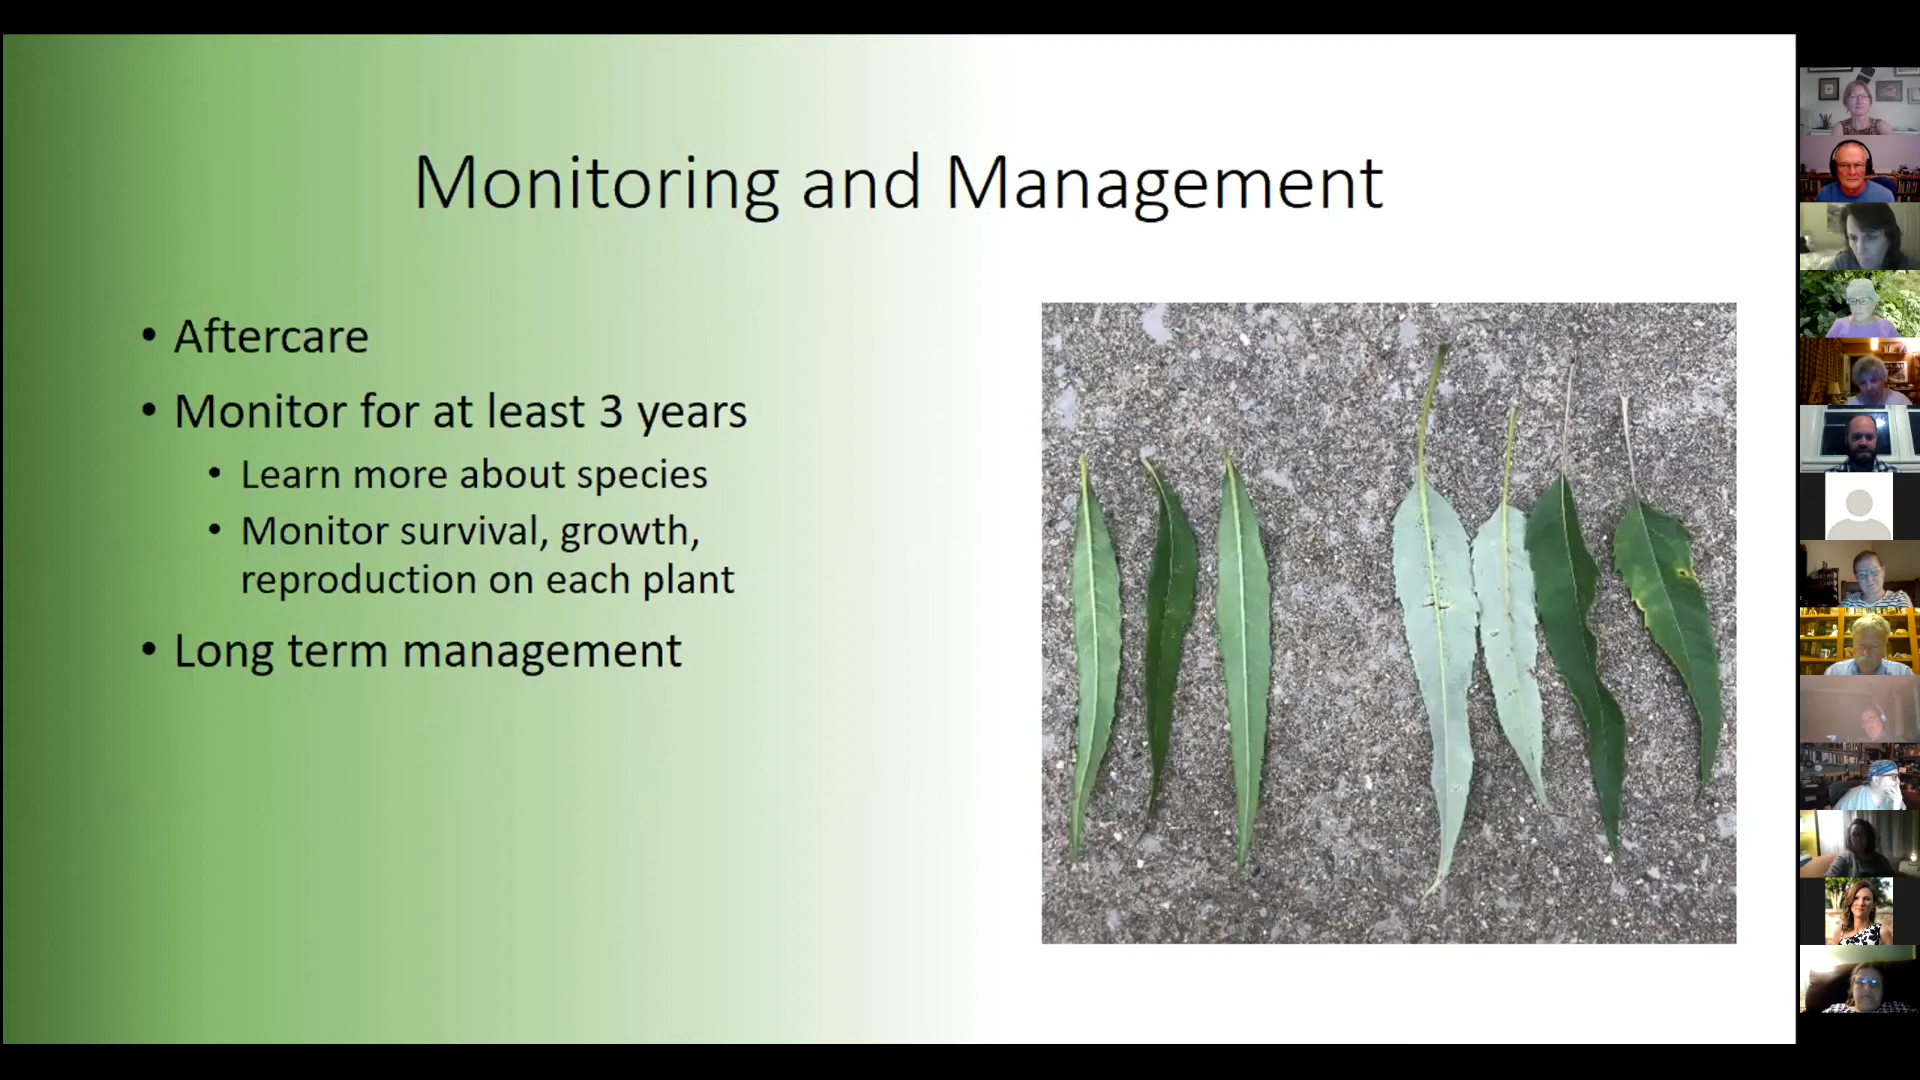 Monitoring and Management
• Aftercare
• Monitor for at least 3 years
• Learn more about species
• Monitor survival, growth,
reproduction on each plant
• Long term management